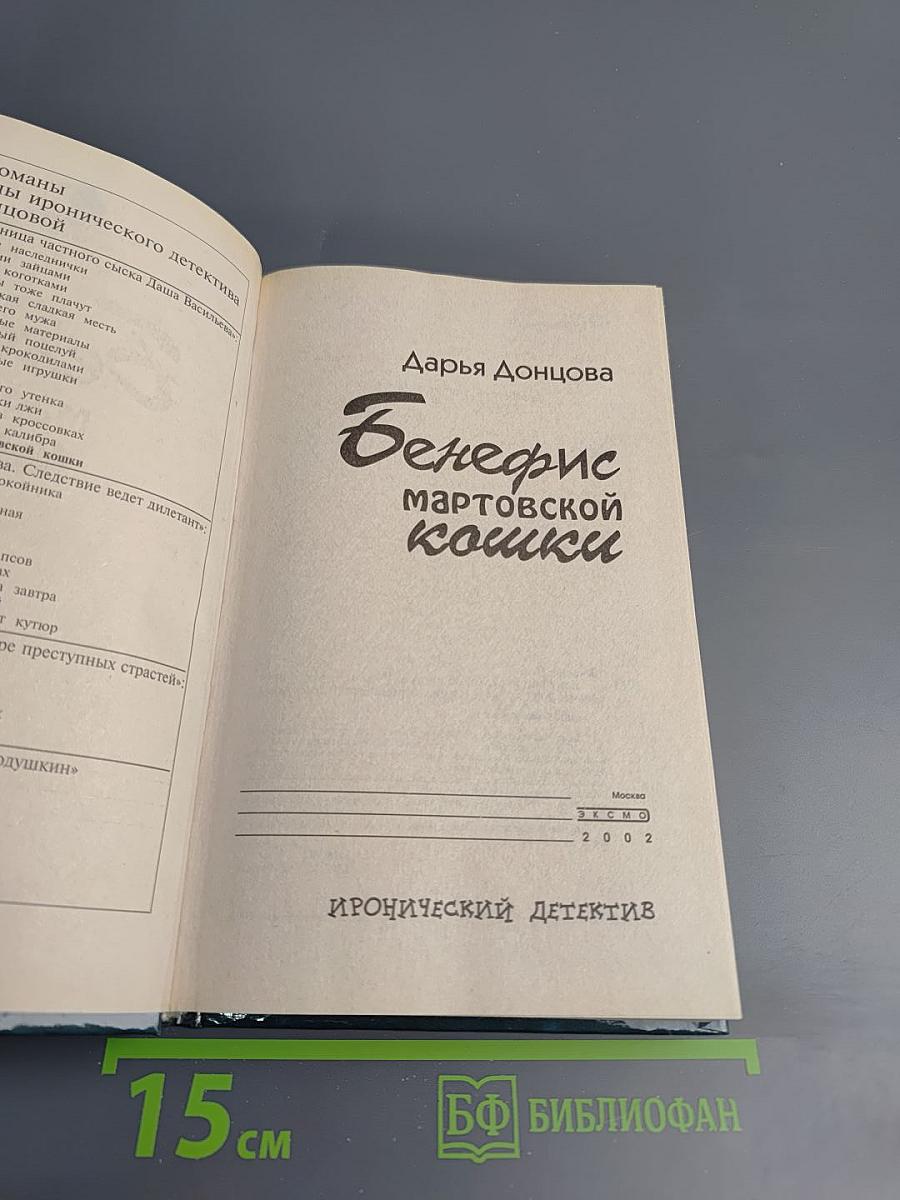 оманы
ы иронического детектива
цовой
ница частного сыска Даша Васильева»:
наследнички
ми зайцами
коготками
ы тоже плачут
кая сладкая месть
его мужа
ые материалы
ый поцелуй
крокодилами
ые игрушки
го утенка
ки лжи
в кроссовках
калибра
вской кошки
ва. Следствие ведет дилетант»:
окойника
ная
псов
ах
а завтра
т кутюр
ре преступных страстей»:
одушкин»
Дарья Донцова
Бенефис
мартовской
кошки
Москва
ЭКСМО
2002
ИРОНИЧЕСКИЙ ДЕТЕКТИВ
15 см
БФ БИБЛИОФАН